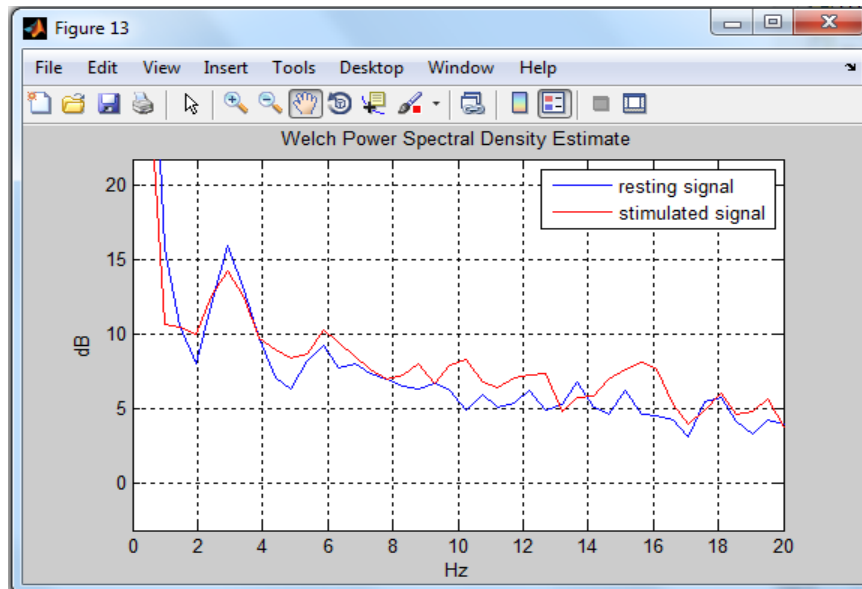 Figure 13
File Edit View Insert Tools Desktop Window Help
Welch Power Spectral Density Estimate
resting signal
stimulated signal
20
15
10
5
0
dB
0 2 4 6 8 10 12 14 16 18 20
Hz